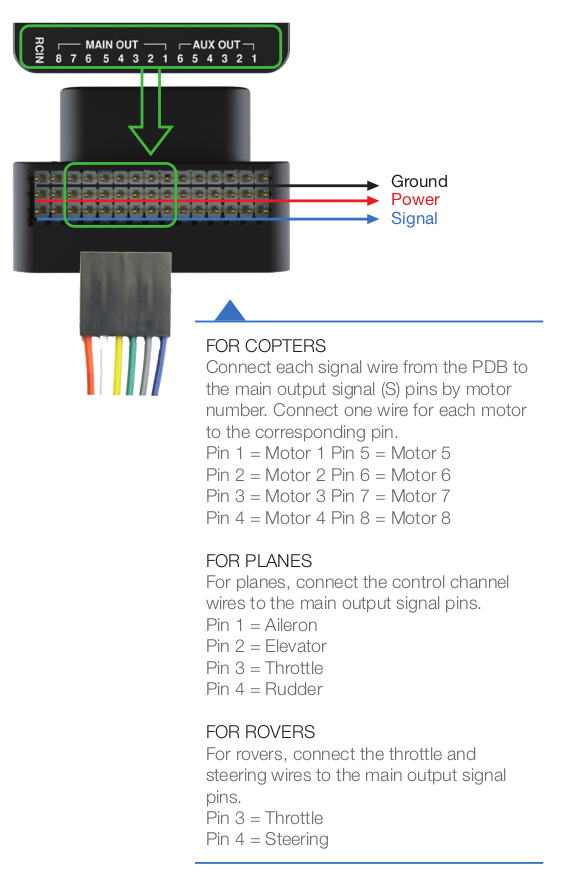 RCIN
MAIN OUT AUX OUT
8 7 6 5 4 3 2 1 6 5 4 3 2 1
Ground
Power
Signal
FOR COPTERS
Connect each signal wire from the PDB to
the main output signal (S) pins by motor
number. Connect one wire for each motor
to the corresponding pin.
Pin 1 = Motor 1 Pin 5 = Motor 5
Pin 2 = Motor 2 Pin 6 = Motor 6
Pin 3 = Motor 3 Pin 7 = Motor 7
Pin 4 = Motor 4 Pin 8 = Motor 8
FOR PLANES
For planes, connect the control channel
wires to the main output signal pins.
Pin 1 = Aileron
Pin 2 = Elevator
Pin 3 = Throttle
Pin 4 = Rudder
FOR ROVERS
For rovers, connect the throttle and
steering wires to the main output signal
pins.
Pin 3 = Throttle
Pin 4 = Steering